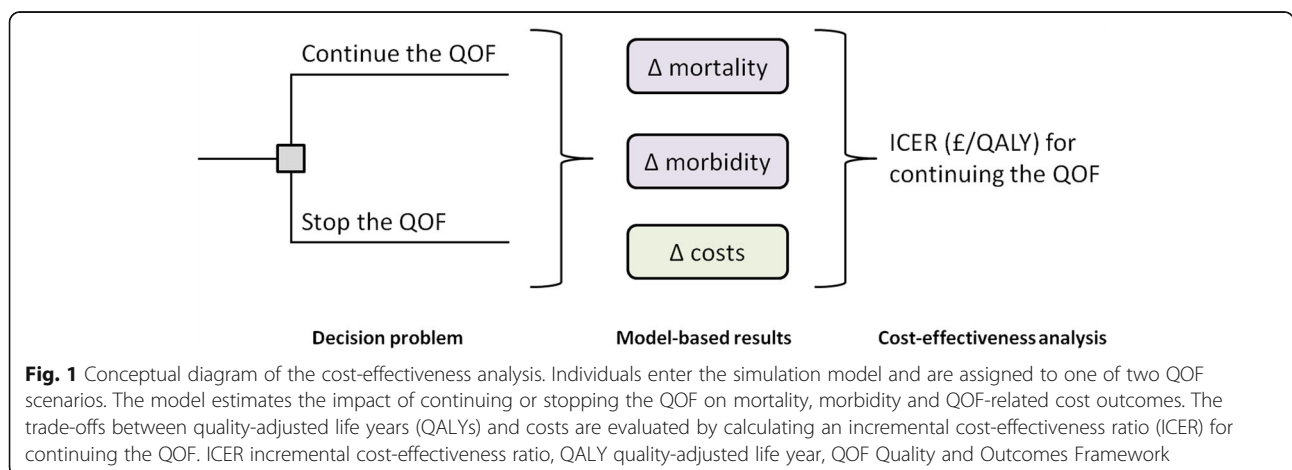 Continue the QOF
Stop the QOF
Δ mortality
Δ morbidity
Δ costs
ICER (£/QALY) for
continuing the QOF
Decision problem
Model-based results
Cost-effectiveness analysis
Fig. 1 Conceptual diagram of the cost-effectiveness analysis. Individuals enter the simulation model and are assigned to one of two QOF
scenarios. The model estimates the impact of continuing or stopping the QOF on mortality, morbidity and QOF-related cost outcomes. The
trade-offs between quality-adjusted life years (QALYs) and costs are evaluated by calculating an incremental cost-effectiveness ratio (ICER) for
continuing the QOF. ICER incremental cost-effectiveness ratio, QALY quality-adjusted life year, QOF Quality and Outcomes Framework